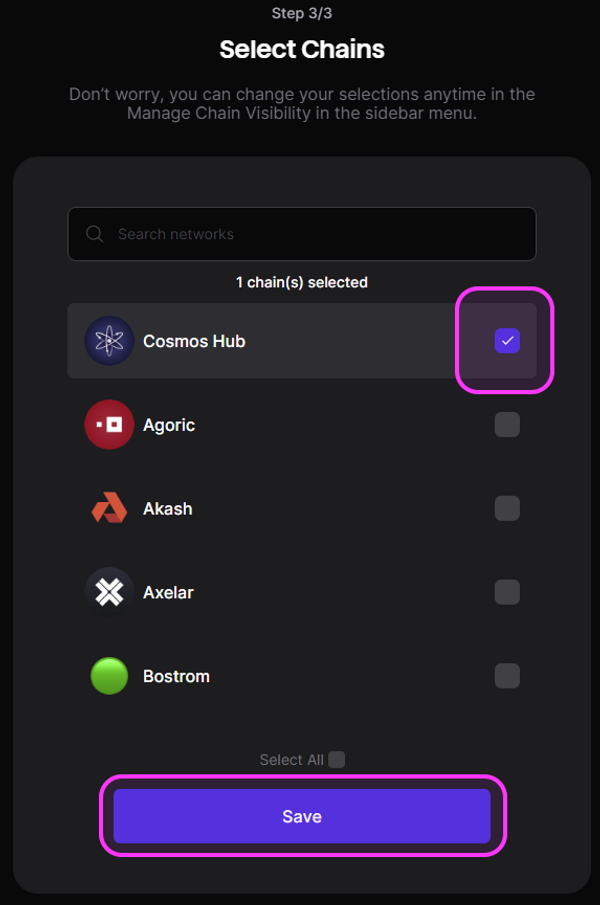 Step 3/3
Select Chains
Don’t worry, you can change your selections anytime in the
Manage Chain Visibility in the sidebar menu.
Search networks
1 chain(s) selected
Cosmos Hub
Agoric
Akash
Axelar
Bostrom
Select All
Save